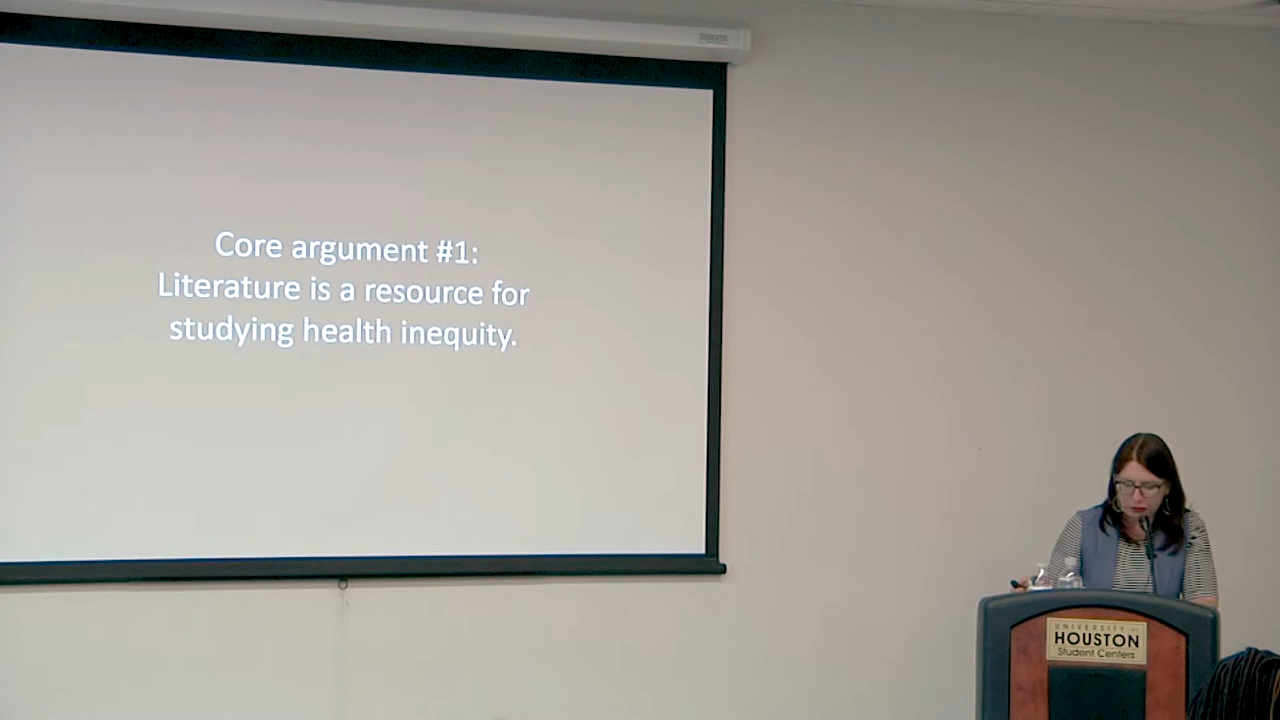 Core argument #1:
Literature is a resource for
studying health inequity.
UNIVERSITY of
HOUSTON
Student Centers